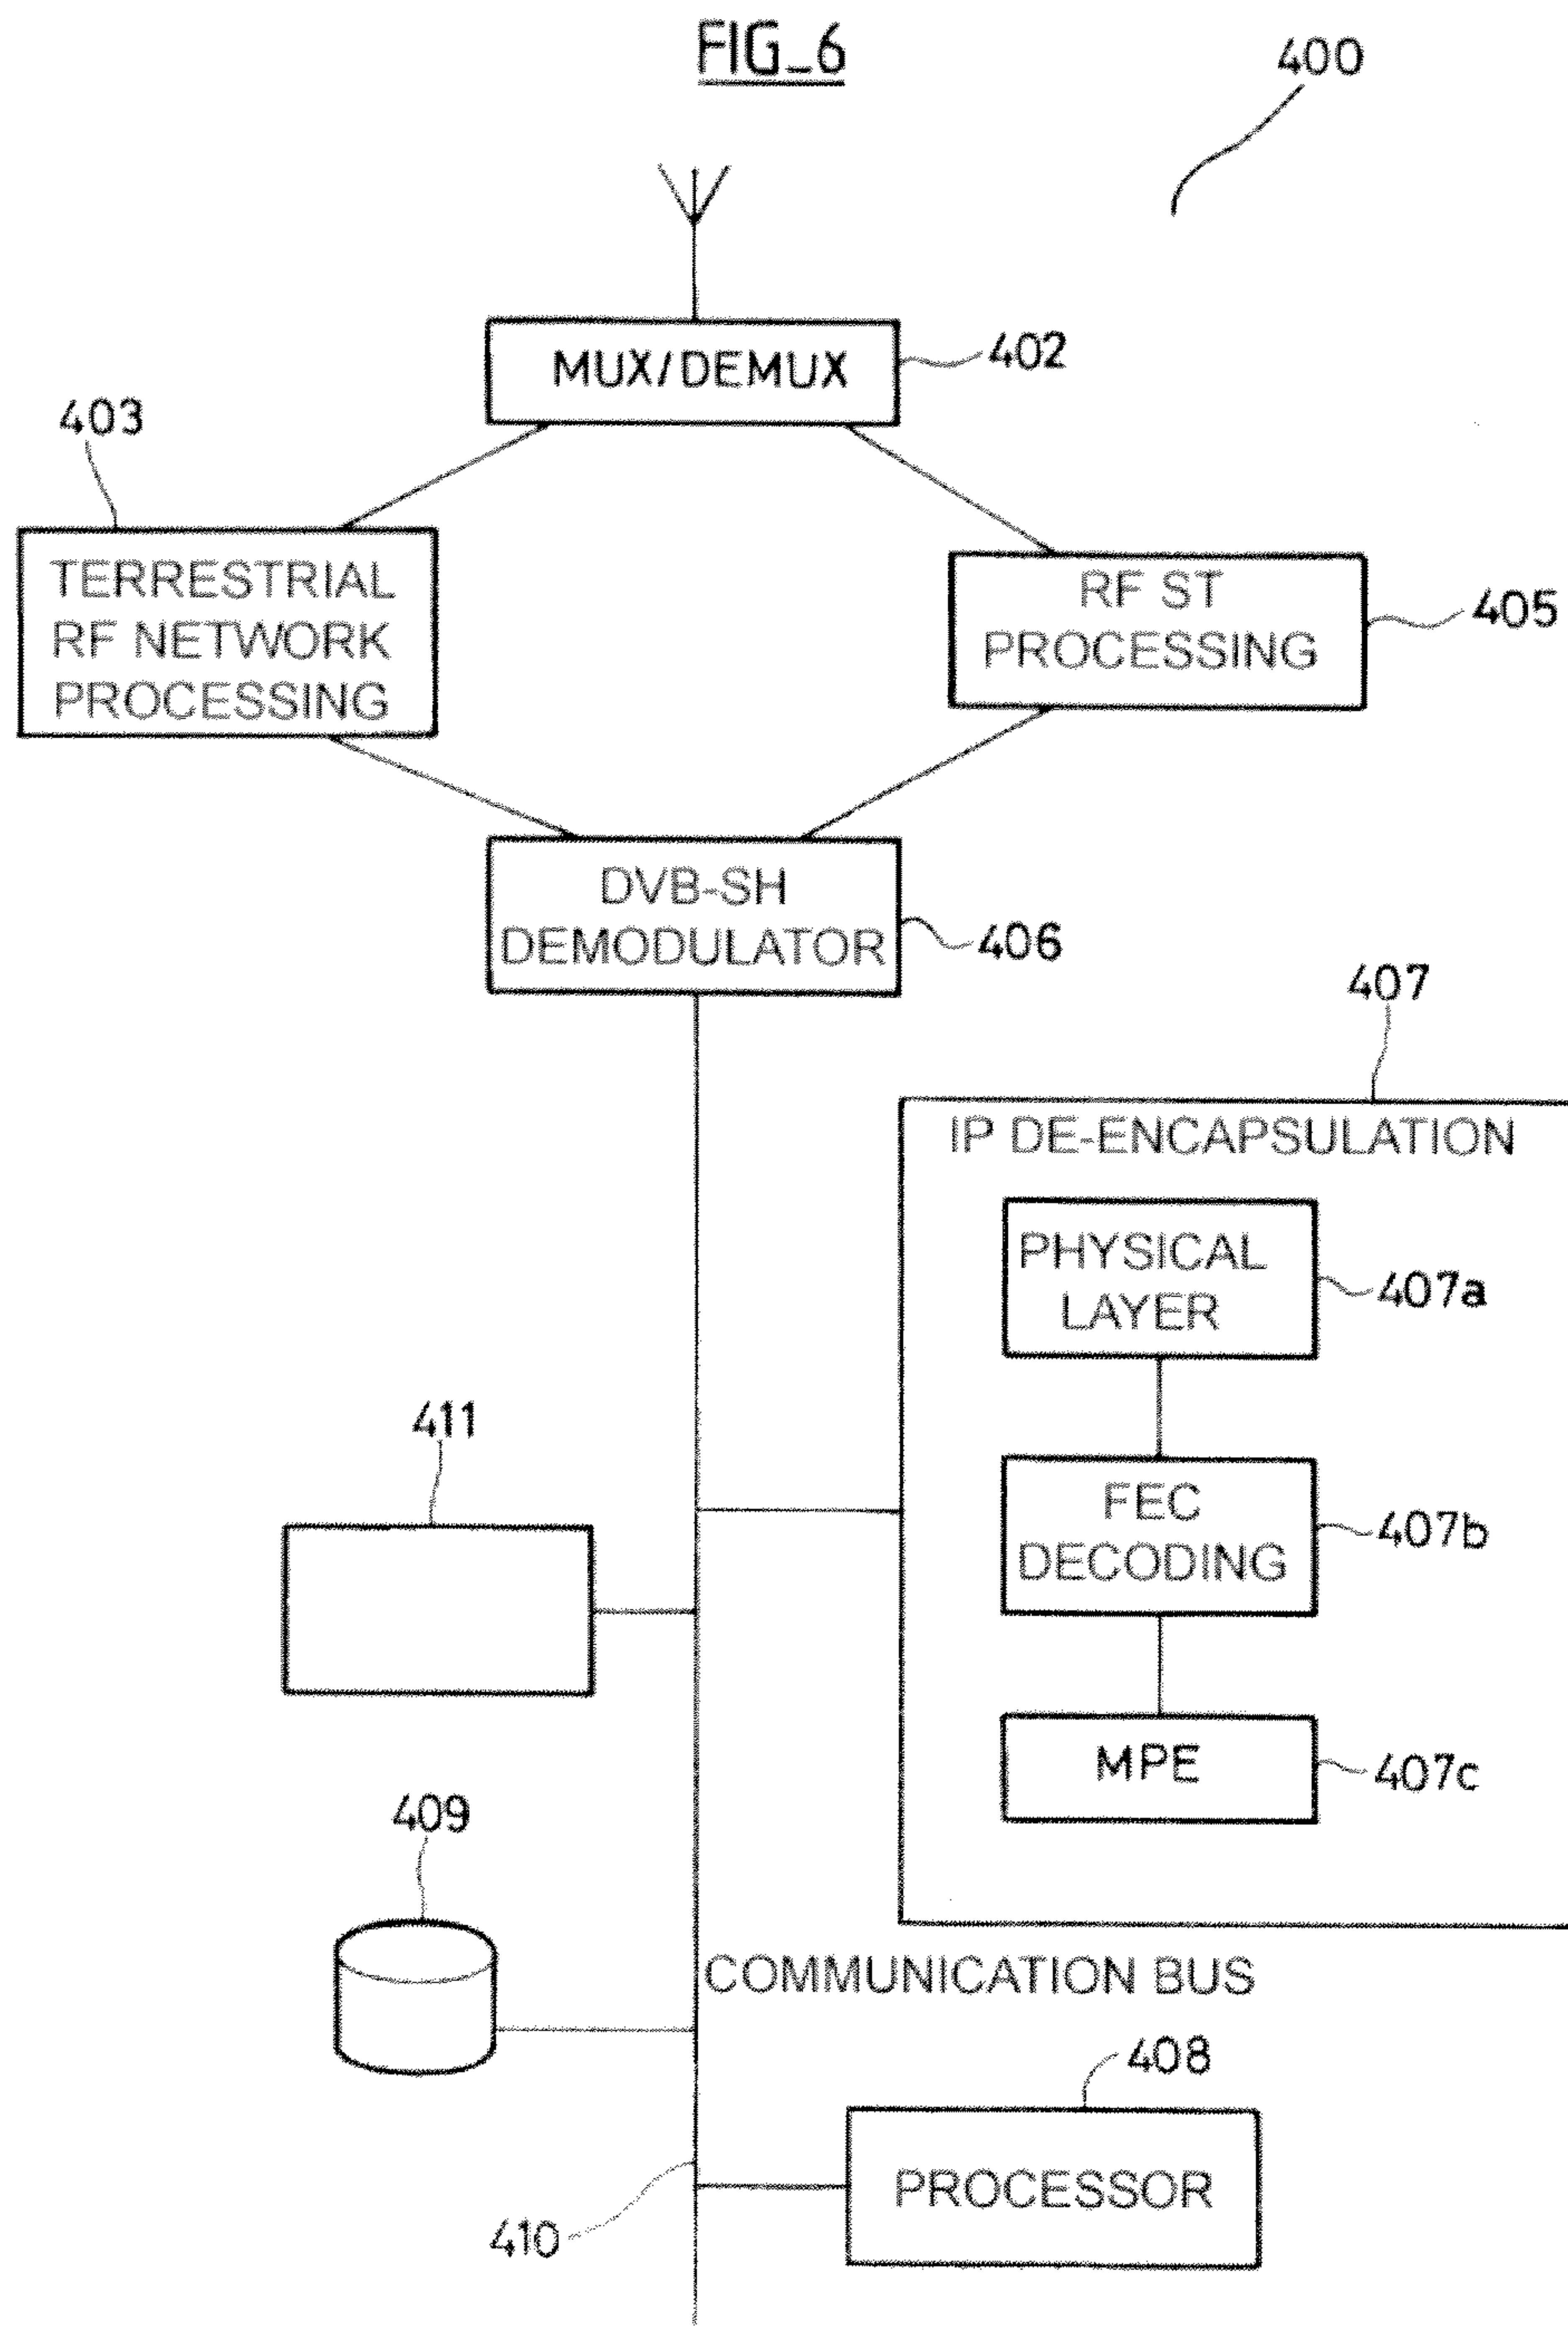 FIG_6
400
MUX/DEMUX
402
403
TERRESTRIAL
RF NETWORK
PROCESSING
RF ST
PROCESSING
405
DVB-SH
DEMODULATOR
406
407
IP DE-ENCAPSULATION
PHYSICAL
LAYER
407a
411
FEC
DECODING
407b
MPE
407c
409
COMMUNICATION BUS
408
PROCESSOR
410